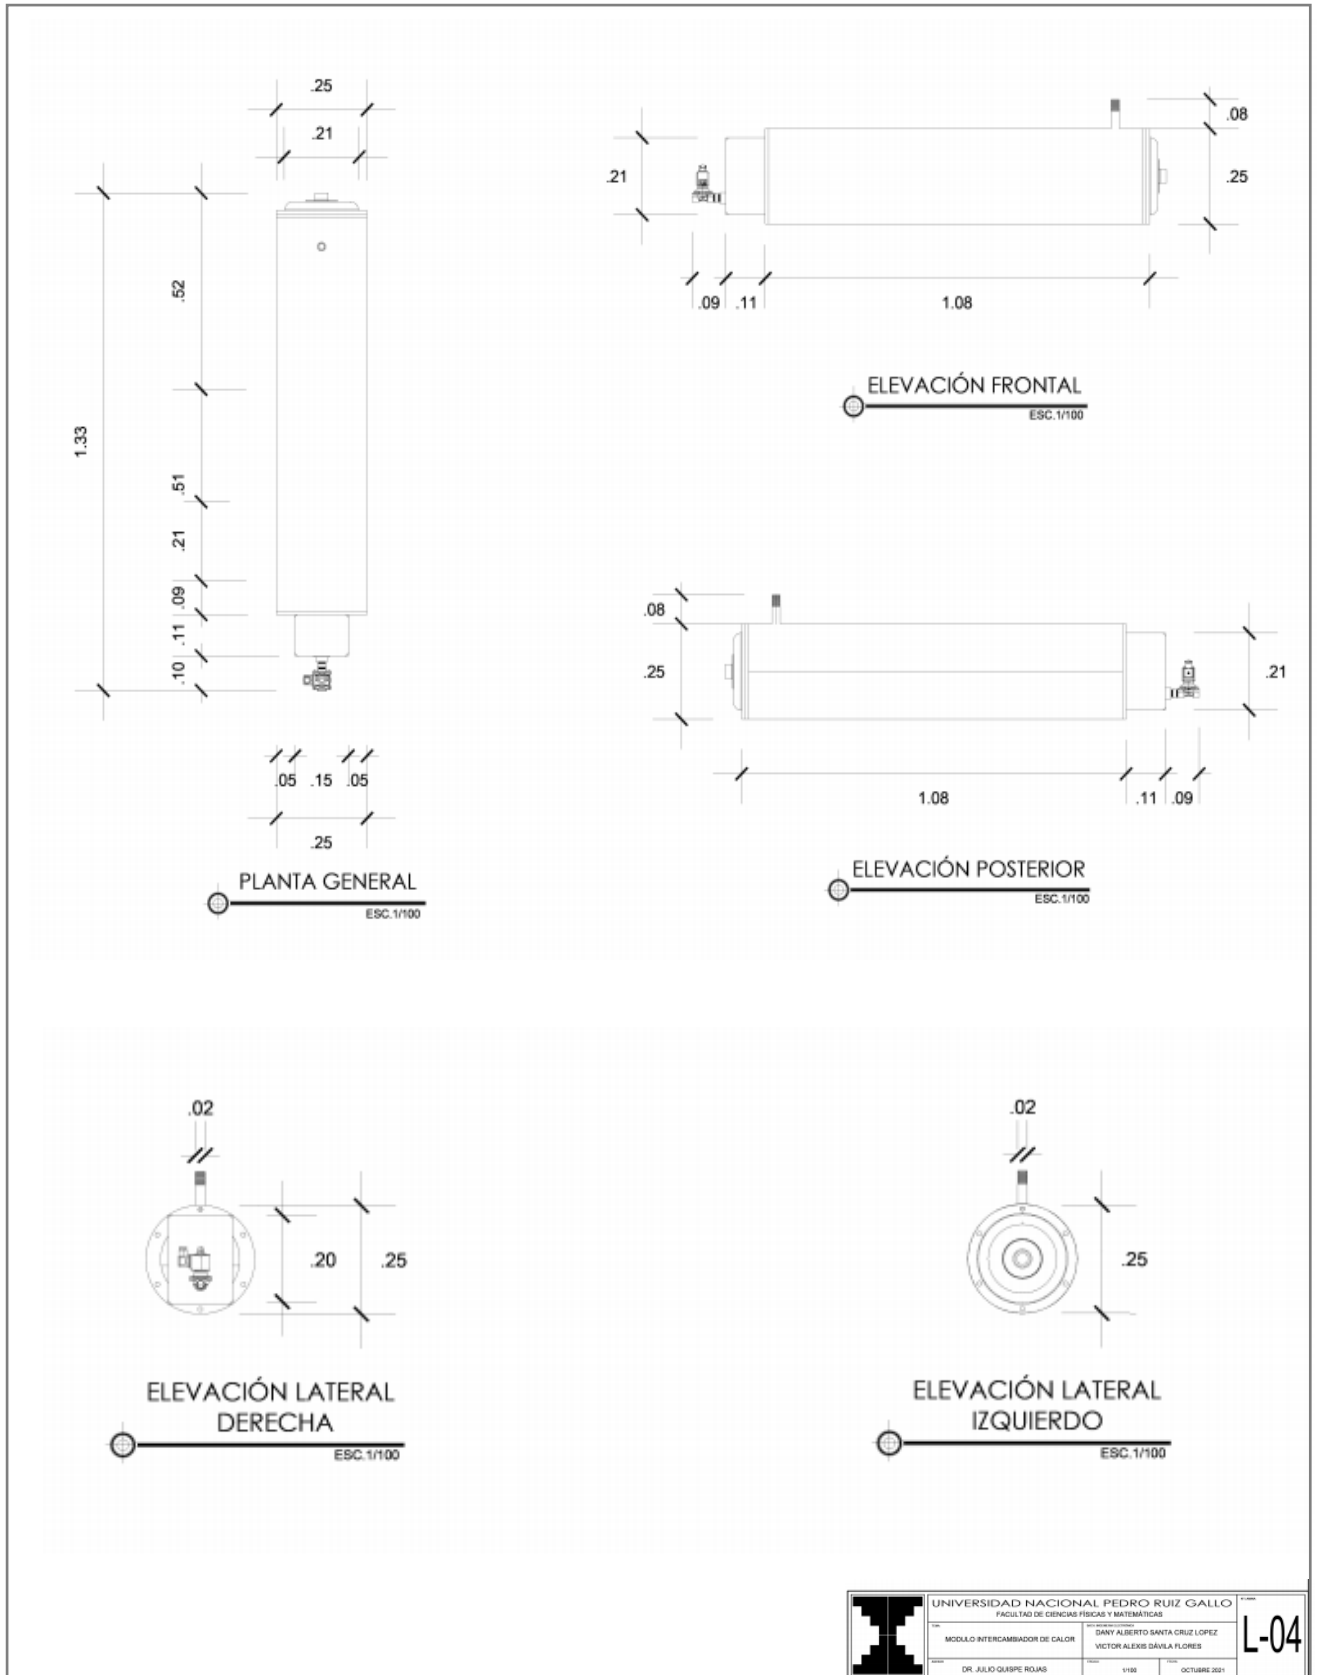 .25
.21
.52
1.33
.51
.21
.09
.11
.10
.05 .15 .05
.25
PLANTA GENERAL
ESC.1/100
.08
.21
.25
.09 .11 1.08
ELEVACIÓN FRONTAL
ESC.1/100
.08
.25
.21
1.08 .11 .09
ELEVACIÓN POSTERIOR
ESC.1/100
.02
.20 .25
ELEVACIÓN LATERAL
DERECHA
ESC.1/100
.02
.25
ELEVACIÓN LATERAL
IZQUIERDO
ESC.1/100
UNIVERSIDAD NACIONAL PEDRO RUIZ GALLO
FACULTAD DE CIENCIAS FÍSICAS Y MATEMÁTICAS
MODULO INTERCAMBIADOR DE CALOR
DANY ALBERTO SANTA CRUZ LOPEZ
VICTOR ALEXIS DÁVILA FLORES
L-04
DR. JULIO QUISPE ROJAS
1/100
OCTUBRE 2021